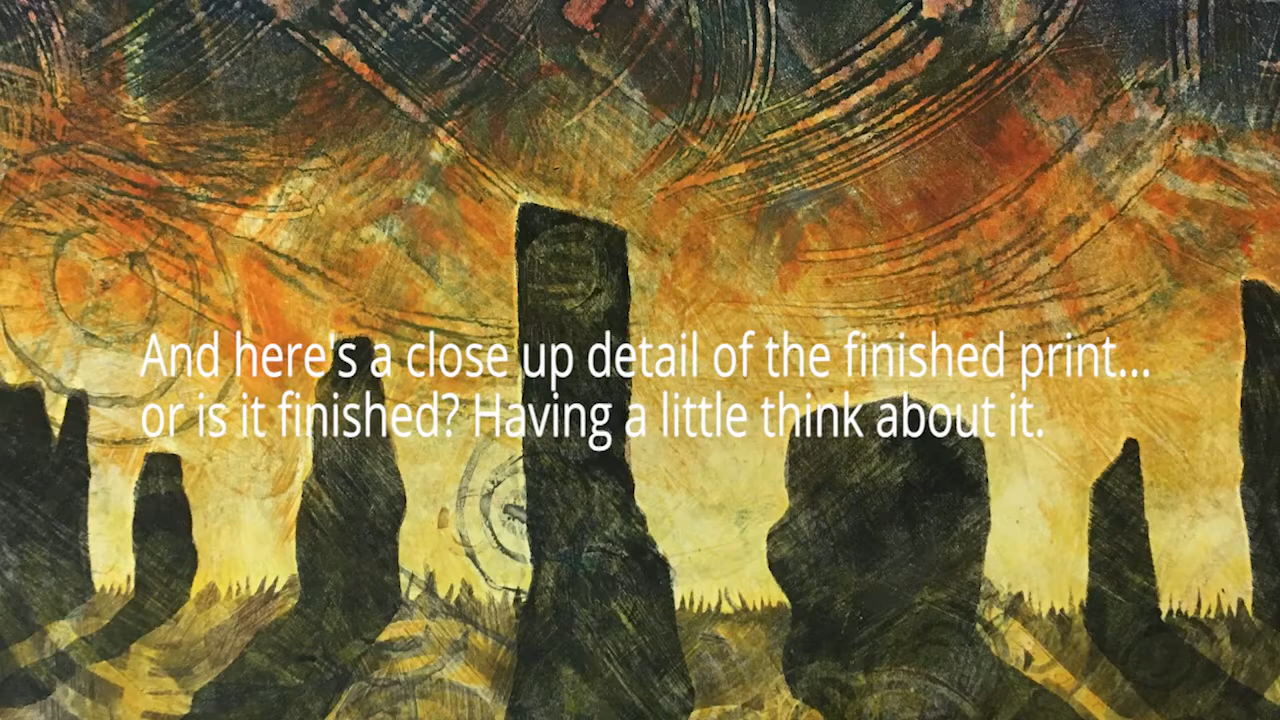 And here's a close up detail of the finished print...
or is it finished? Having a little think about it.